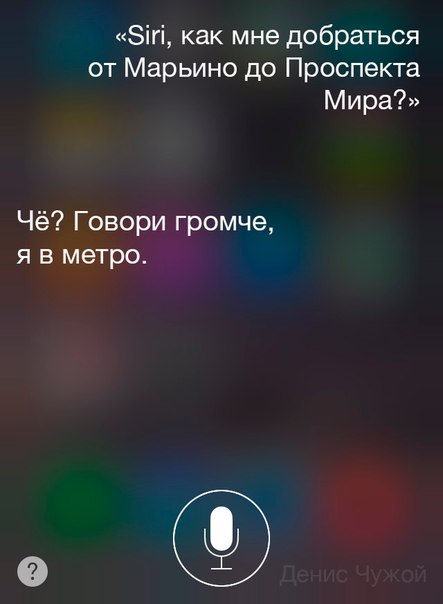 «Siri, как мне добраться
от Марьино до Проспекта
Мира?»
Чё? Говори громче,
я в метро.
?
Денис Чужой